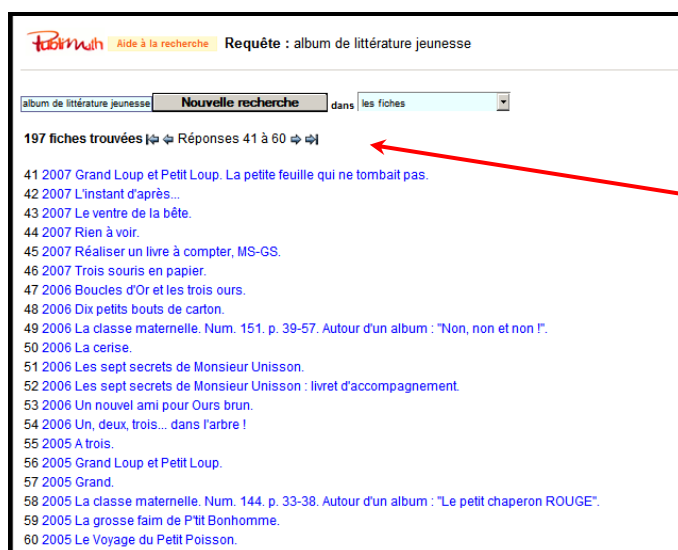 PubliMath Aide à la recherche Requête : album de littérature jeunesse
album de littérature jeunesse Nouvelle recherche dans les fiches
197 fiches trouvées Réponses 41 à 60
41 2007 Grand Loup et Petit Loup. La petite feuille qui ne tombait pas.
42 2007 L'instant d'après...
43 2007 Le ventre de la bête.
44 2007 Rien à voir.
45 2007 Réaliser un livre à compter, MS-GS.
46 2007 Trois souris en papier.
47 2006 Boucles d'Or et les trois ours.
48 2006 Dix petits bouts de carton.
49 2006 La classe maternelle. Num. 151. p. 39-57. Autour d'un album : "Non, non et non !".
50 2006 La cerise.
51 2006 Les sept secrets de Monsieur Unisson.
52 2006 Les sept secrets de Monsieur Unisson : livret d'accompagnement.
53 2006 Un nouvel ami pour Ours brun.
54 2006 Un, deux, trois... dans l'arbre !
55 2005 A trois.
56 2005 Grand Loup et Petit Loup.
57 2005 Grand.
58 2005 La classe maternelle. Num. 144. p. 33-38. Autour d'un album : "Le petit chaperon ROUGE".
59 2005 La grosse faim de P'tit Bonhomme.
60 2005 Le Voyage du Petit Poisson.